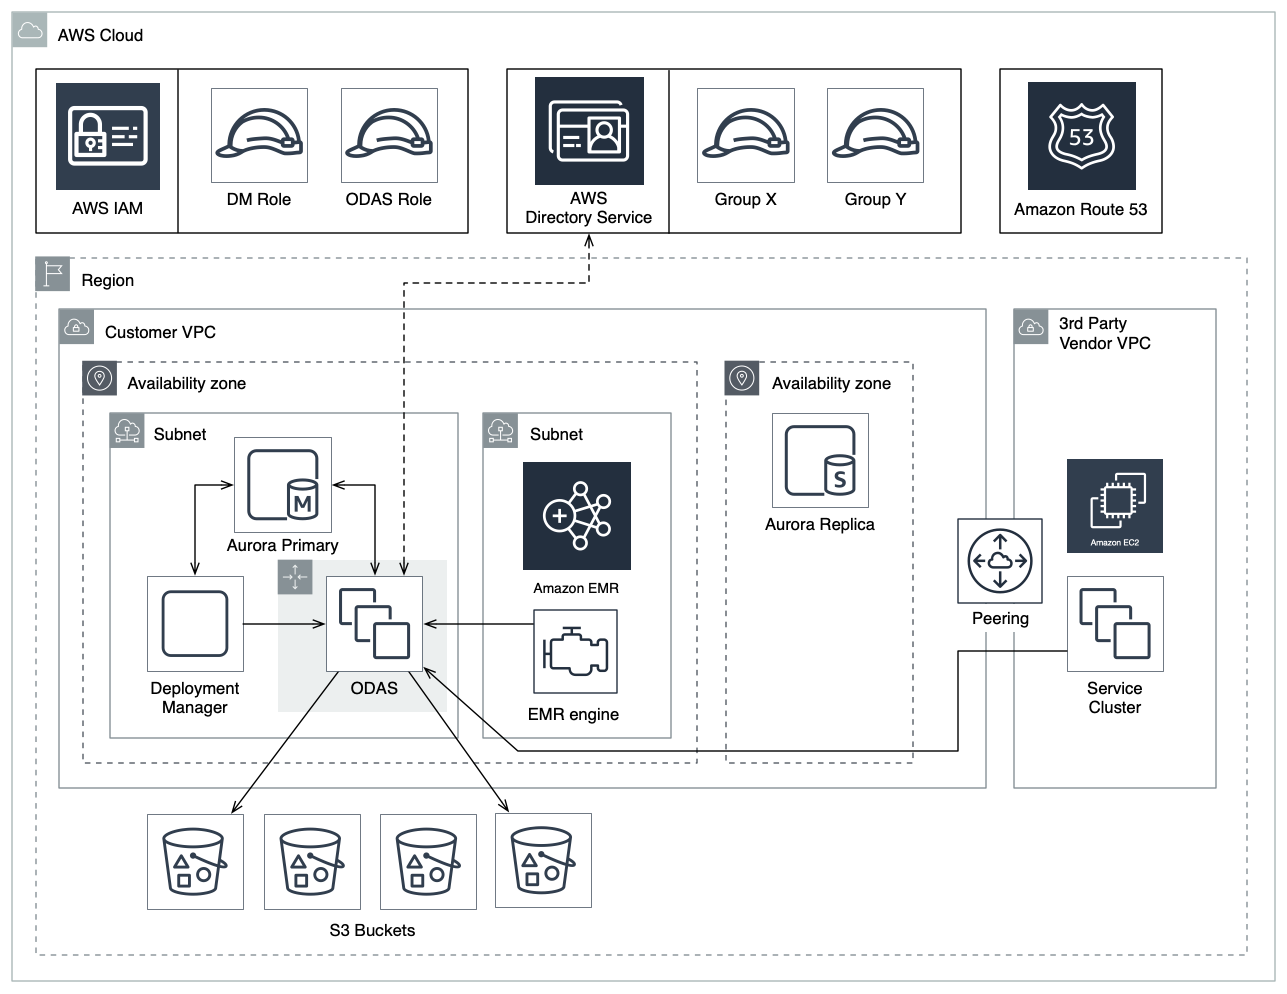 AWS Cloud
AWS IAM
DM Role
ODAS Role
AWS
Directory Service
Group X
Group Y
53
Amazon Route 53
Region
Customer VPC
3rd Party
Vendor VPC
Availability zone
Availability zone
Subnet
Subnet
M
Aurora Primary
S
Aurora Replica
Amazon EMR
Amazon EC2
Peering
Deployment
Manager
ODAS
EMR engine
Service
Cluster
S3 Buckets